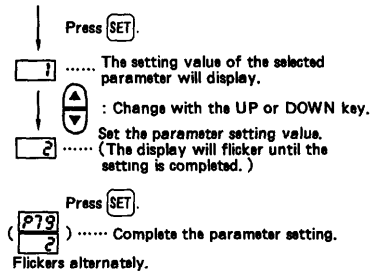 Press SET.
1 ...... The setting value of the selected
parameter will display.
: Change with the UP or DOWN key.
Set the parameter setting value.
2 ...... (The display will flicker until the
setting is completed. )
Press SET.
( P79
2 ) ...... Complete the parameter setting.
Flickers alternately.